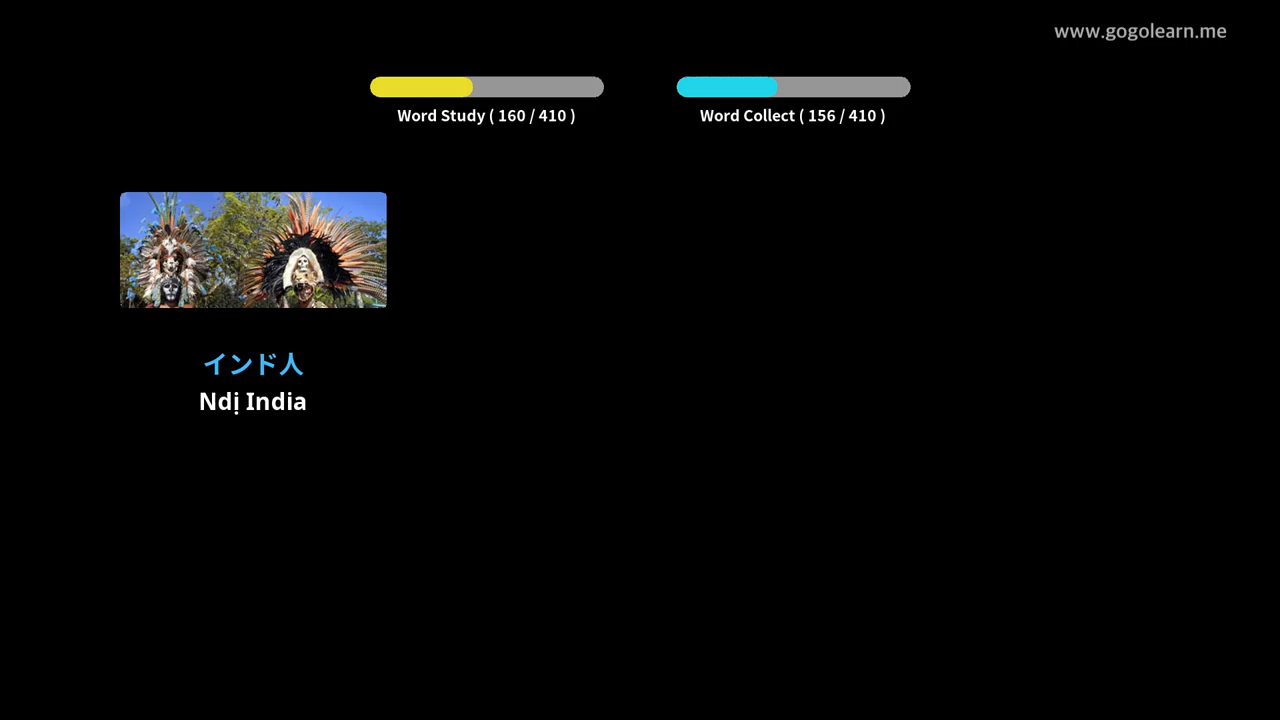 www.gogolearn.me
Word Study ( 160 / 410 )
Word Collect ( 156 / 410 )
インド人
Ndị India